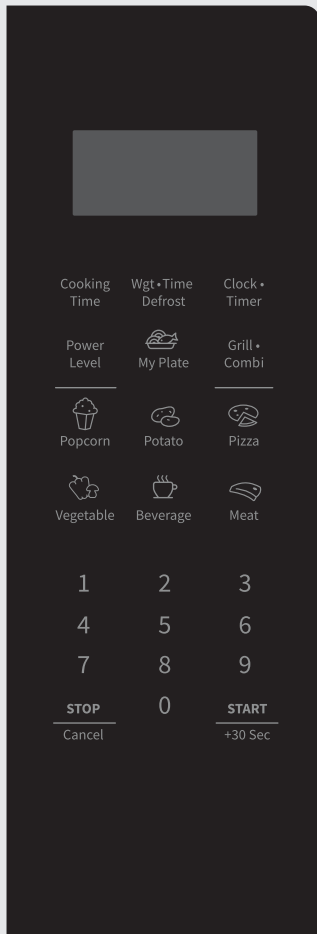 Cooking Wgt•Time Clock •
Time Defrost Timer
Power My Plate Grill •
Level Combi
Popcorn Potato Pizza
Vegetable Beverage Meat
1 2 3
4 5 6
7 8 9
STOP 0 START
Cancel +30 Sec